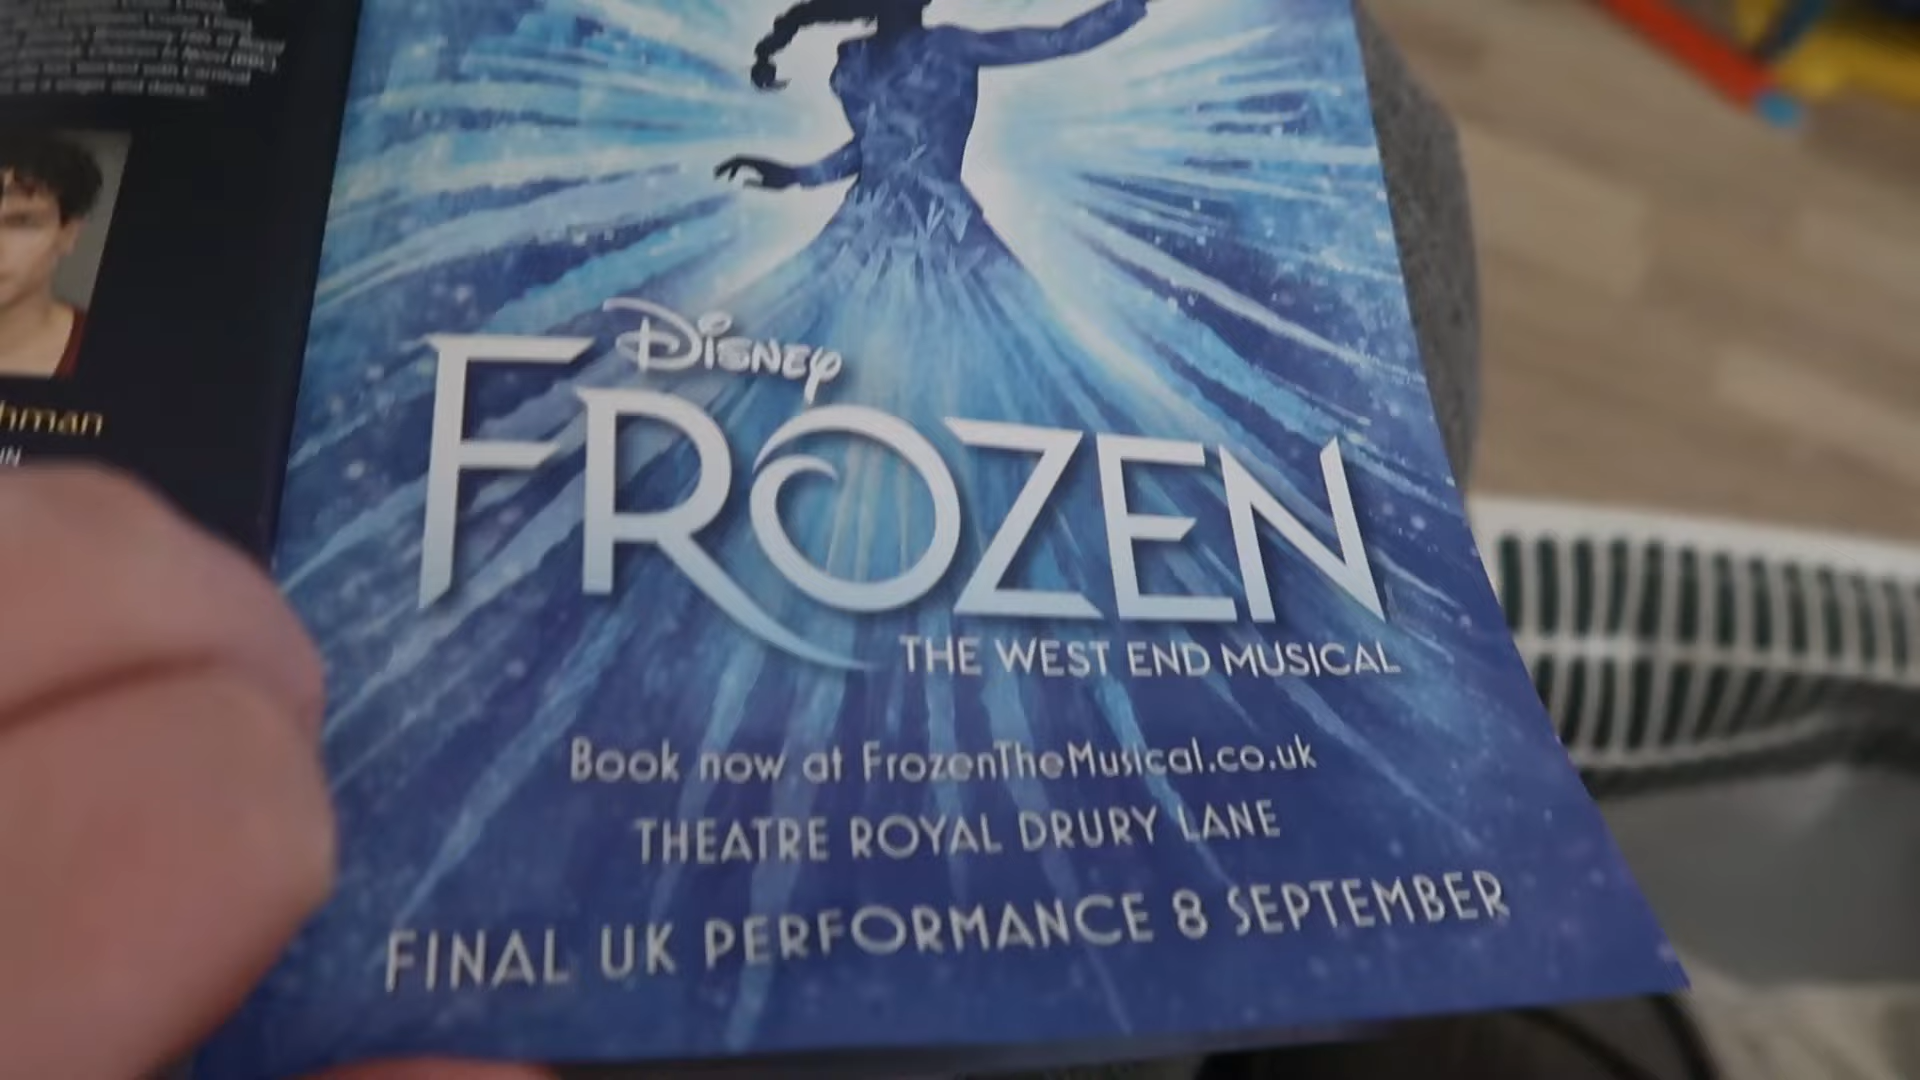 hman
DISNEY
FROZEN
THE WEST END MUSICAL
Book now at FrozenTheMusical.co.uk
THEATRE ROYAL DRURY LANE
FINAL UK PERFORMANCE 8 SEPTEMBER